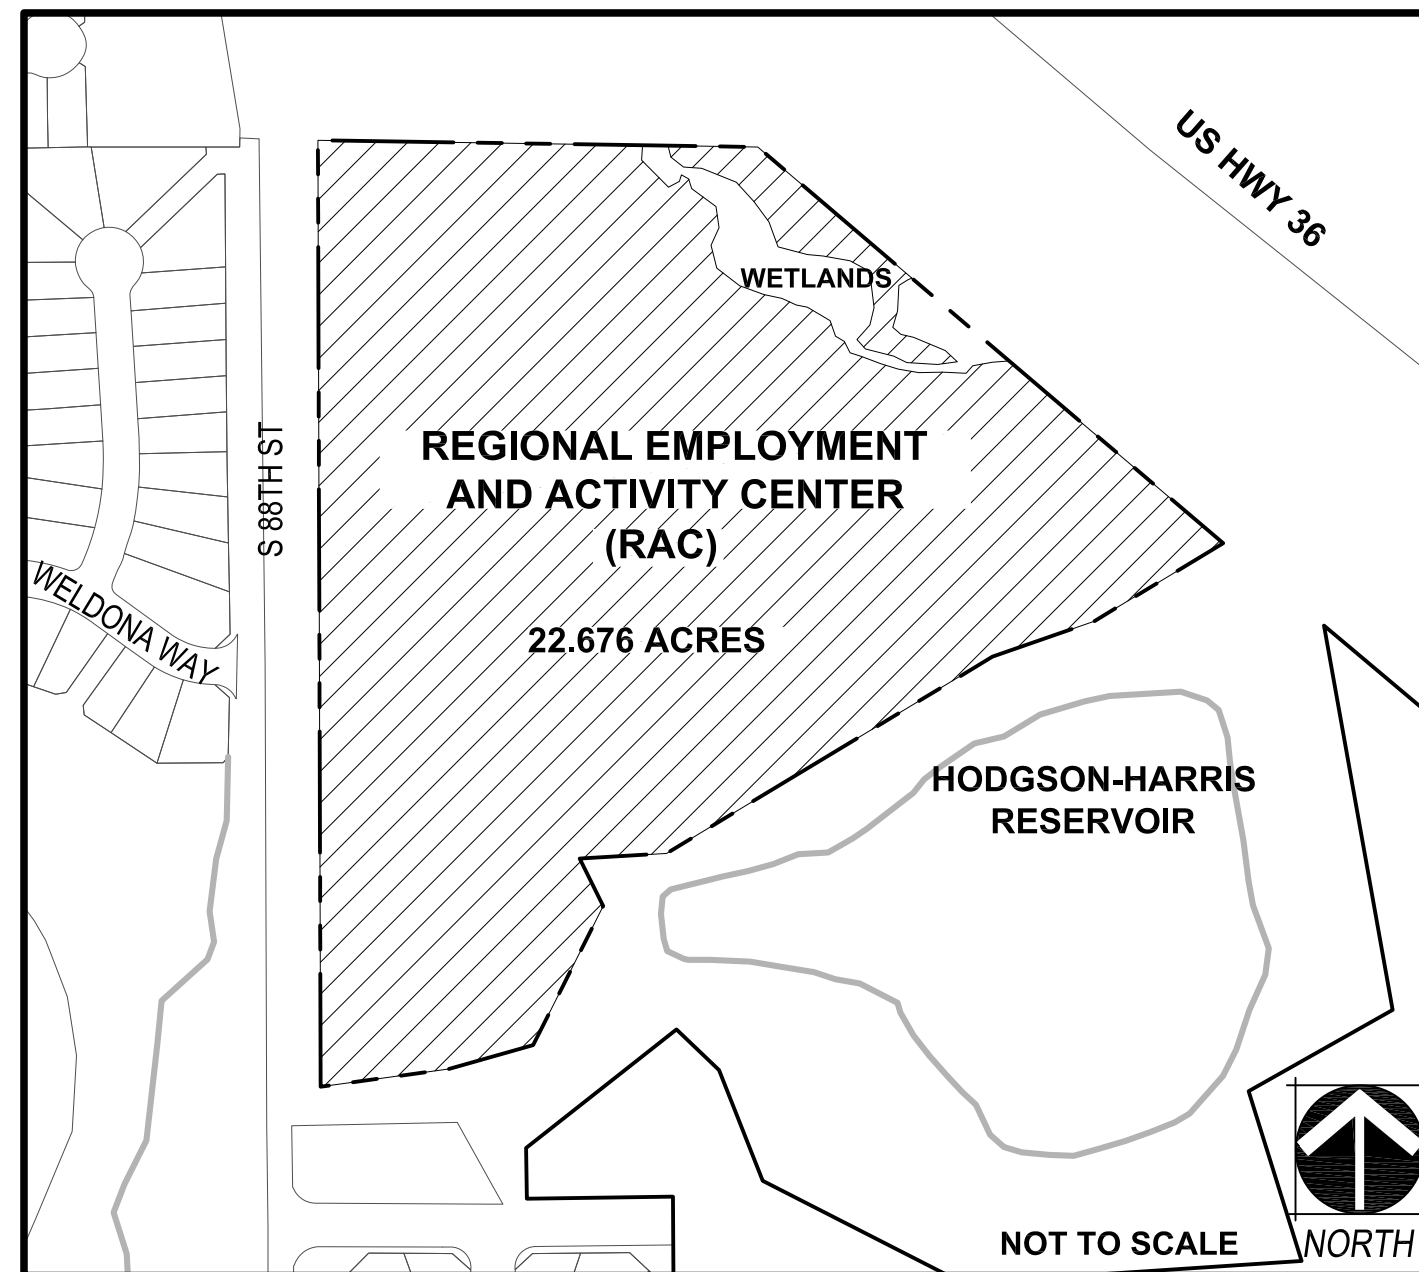 US HWY 36
WETLANDS
REGIONAL EMPLOYMENT
AND ACTIVITY CENTER
(RAC)
22.676 ACRES
S 88TH ST
WELDONA WAY
HODGSON-HARRIS
RESERVOIR
NOT TO SCALE
NORTH